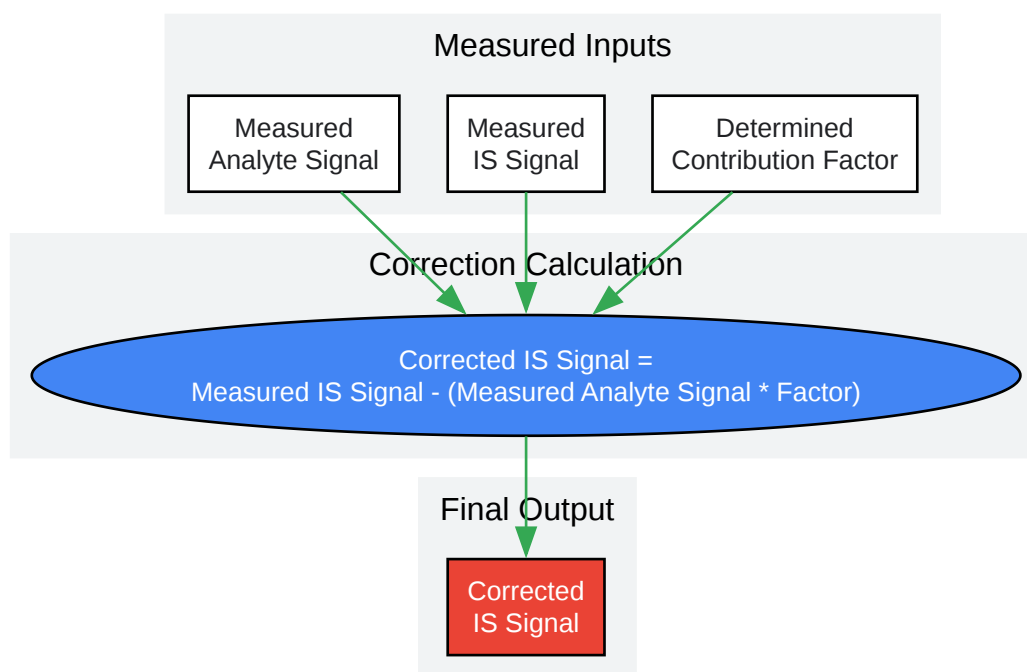 Measured Inputs
Measured
Analyte Signal
Measured
IS Signal
Determined
Contribution Factor
Correction Calculation
Corrected IS Signal =
Measured IS Signal - (Measured Analyte Signal * Factor)
Final Output
Corrected
IS Signal